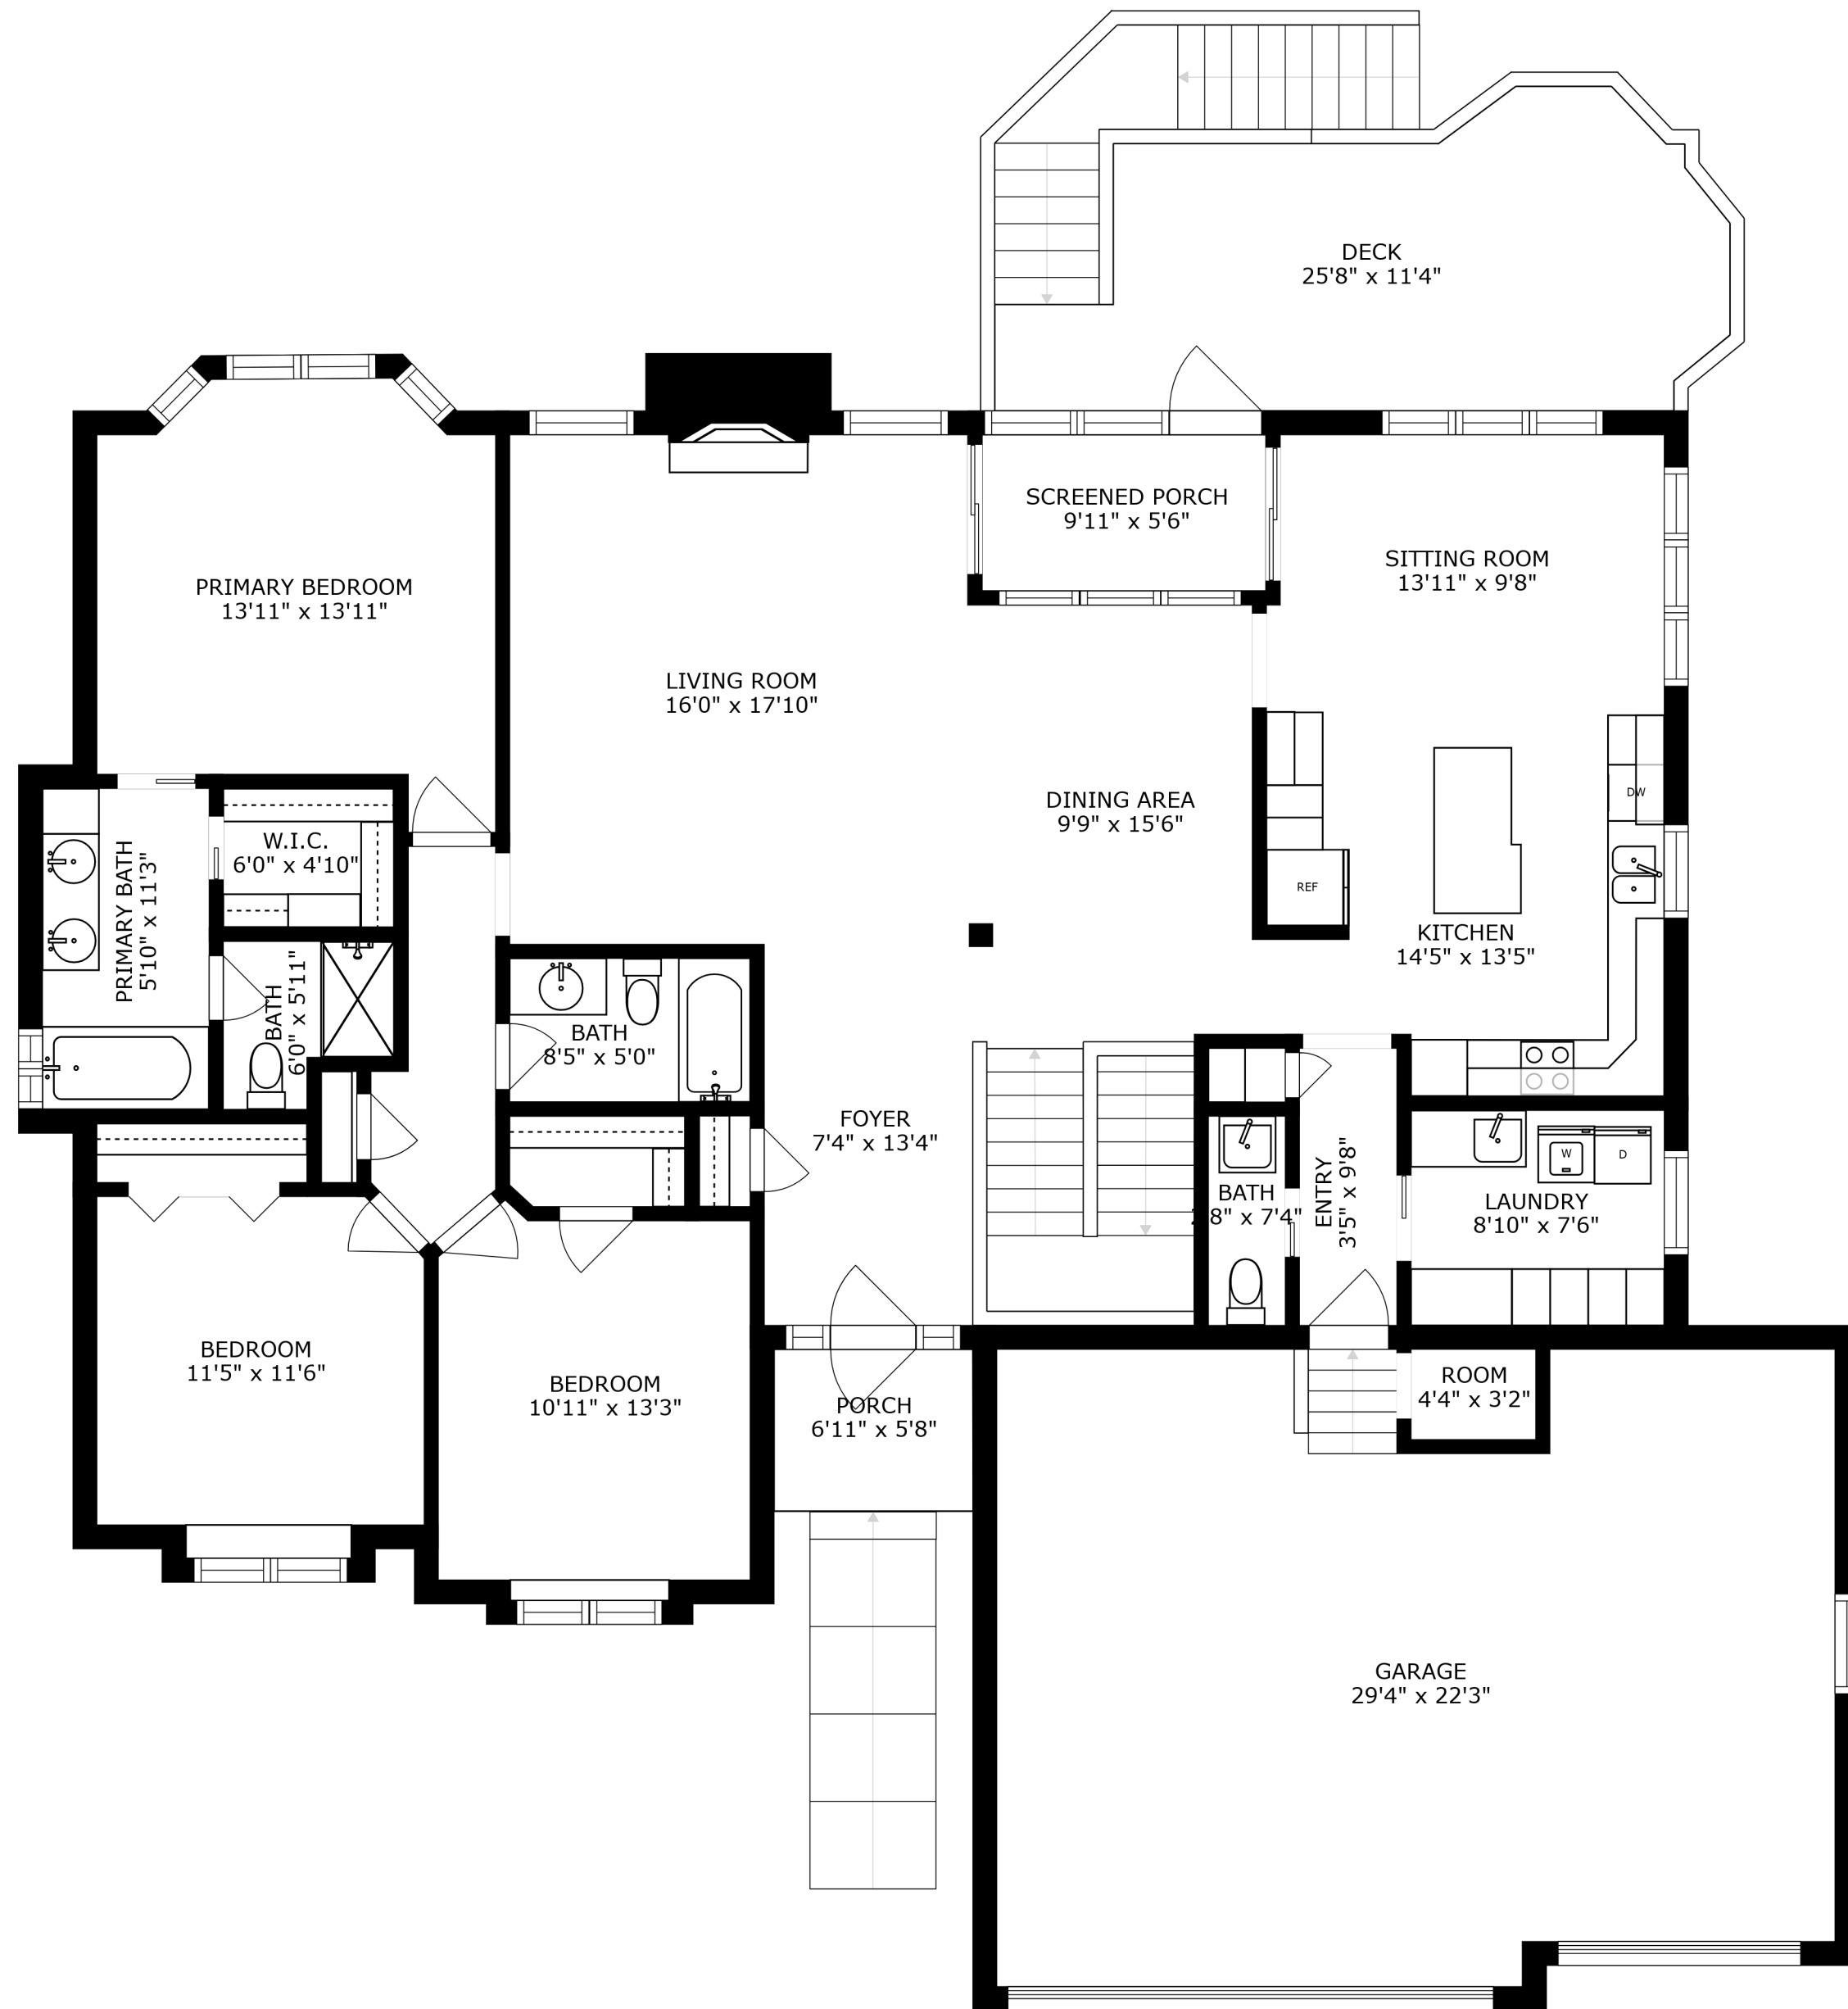 DECK
25'8" x 11'4"
SCREENED PORCH
9'11" x 5'6"
SITTING ROOM
13'11" x 9'8"
PRIMARY BEDROOM
13'11" x 13'11"
LIVING ROOM
16'0" x 17'10"
DINING AREA
9'9" x 15'6"
DW
W.I.C.
6'0" x 4'10"
REF
PRIMARY BATH
5'10" x 11'3"
KITCHEN
14'5" x 13'5"
BATH
6'0" x 5'11"
BATH
8'5" x 5'0"
FOYER
7'4" x 13'4"
W
D
BATH
8" x 7'4"
ENTRY
3'5" x 9'8"
LAUNDRY
8'10" x 7'6"
BEDROOM
11'5" x 11'6"
BEDROOM
10'11" x 13'3"
PORCH
6'11" x 5'8"
ROOM
4'4" x 3'2"
GARAGE
29'4" x 22'3"